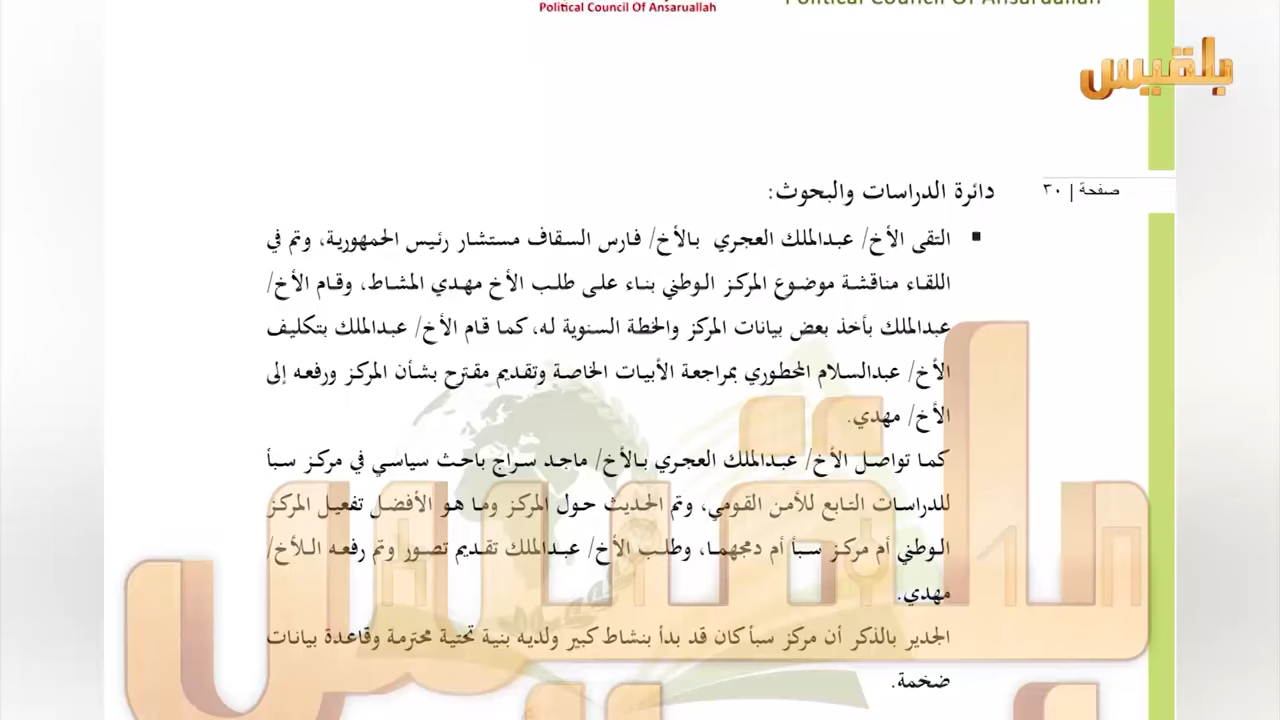 Political Council Of Ansaruallah
Political Council Of Ansaruallah
بلقيس
صفحة | ٣٠
دائرة الدراسات والبحوث:
▪ التقى الأخ/ عبدالملك العجري بالأخ/ فارس السقاف مستشار رئيس الجمهورية، وتم في
اللقاء مناقشة موضوع المركز الوطني بناء على طلب الأخ مهدي المشاط، وقام الأخ/
عبدالملك بأخذ بعض بيانات المركز والخطة السنوية له، كما قام الأخ/ عبدالملك بتكليف
الأخ/ عبدالسلام المحطوري بمراجعة الأبيات الخاصة وتقديم مقترح بشأن المركز ورفعه إلى
الأخ/ مهدي.
كما تواصل الأخ/ عبدالملك العجري بالأخ/ ماجد سراج باحث سياسي في مركز سبأ
للدراسات التابع للأمن القومي، وتم الحديث حول المركز وما هو الأفضل تفعيل المركز
الوطني أم مركز سبأ أم دمجهما، وطلب الأخ/ عبدالملك تقديم تصور وتم رفعه اللأخ/
مهدي.
الجدير بالذكر أن مركز سبأ كان قد بدأ بنشاط كبير ولديه بنية تحتية محترمة وقاعدة بيانات
ضخمة.
بلقيس